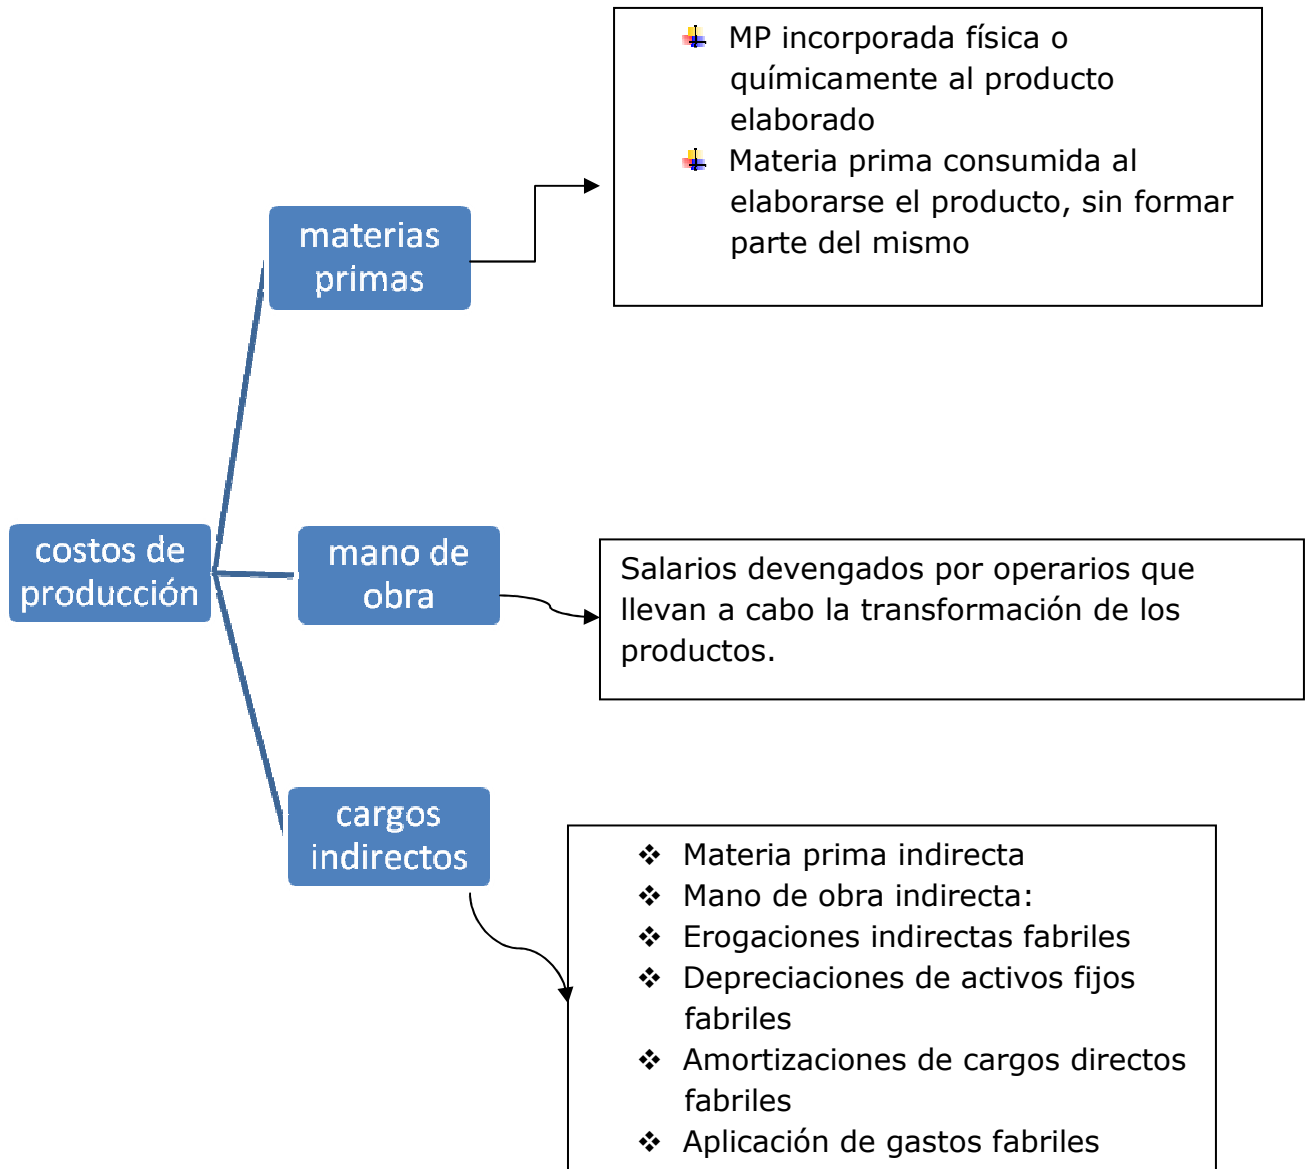 MP incorporada física o
químicamente al producto
elaborado
Materia prima consumida al
elaborarse el producto, sin formar
parte del mismo
materias
primas
costos de
producción
mano de
obra
Salarios devengados por operarios que
llevan a cabo la transformación de los
productos.
cargos
indirectos
❖ Materia prima indirecta
❖ Mano de obra indirecta:
❖ Erogaciones indirectas fabriles
❖ Depreciaciones de activos fijos
fabriles
❖ Amortizaciones de cargos directos
fabriles
❖ Aplicación de gastos fabriles